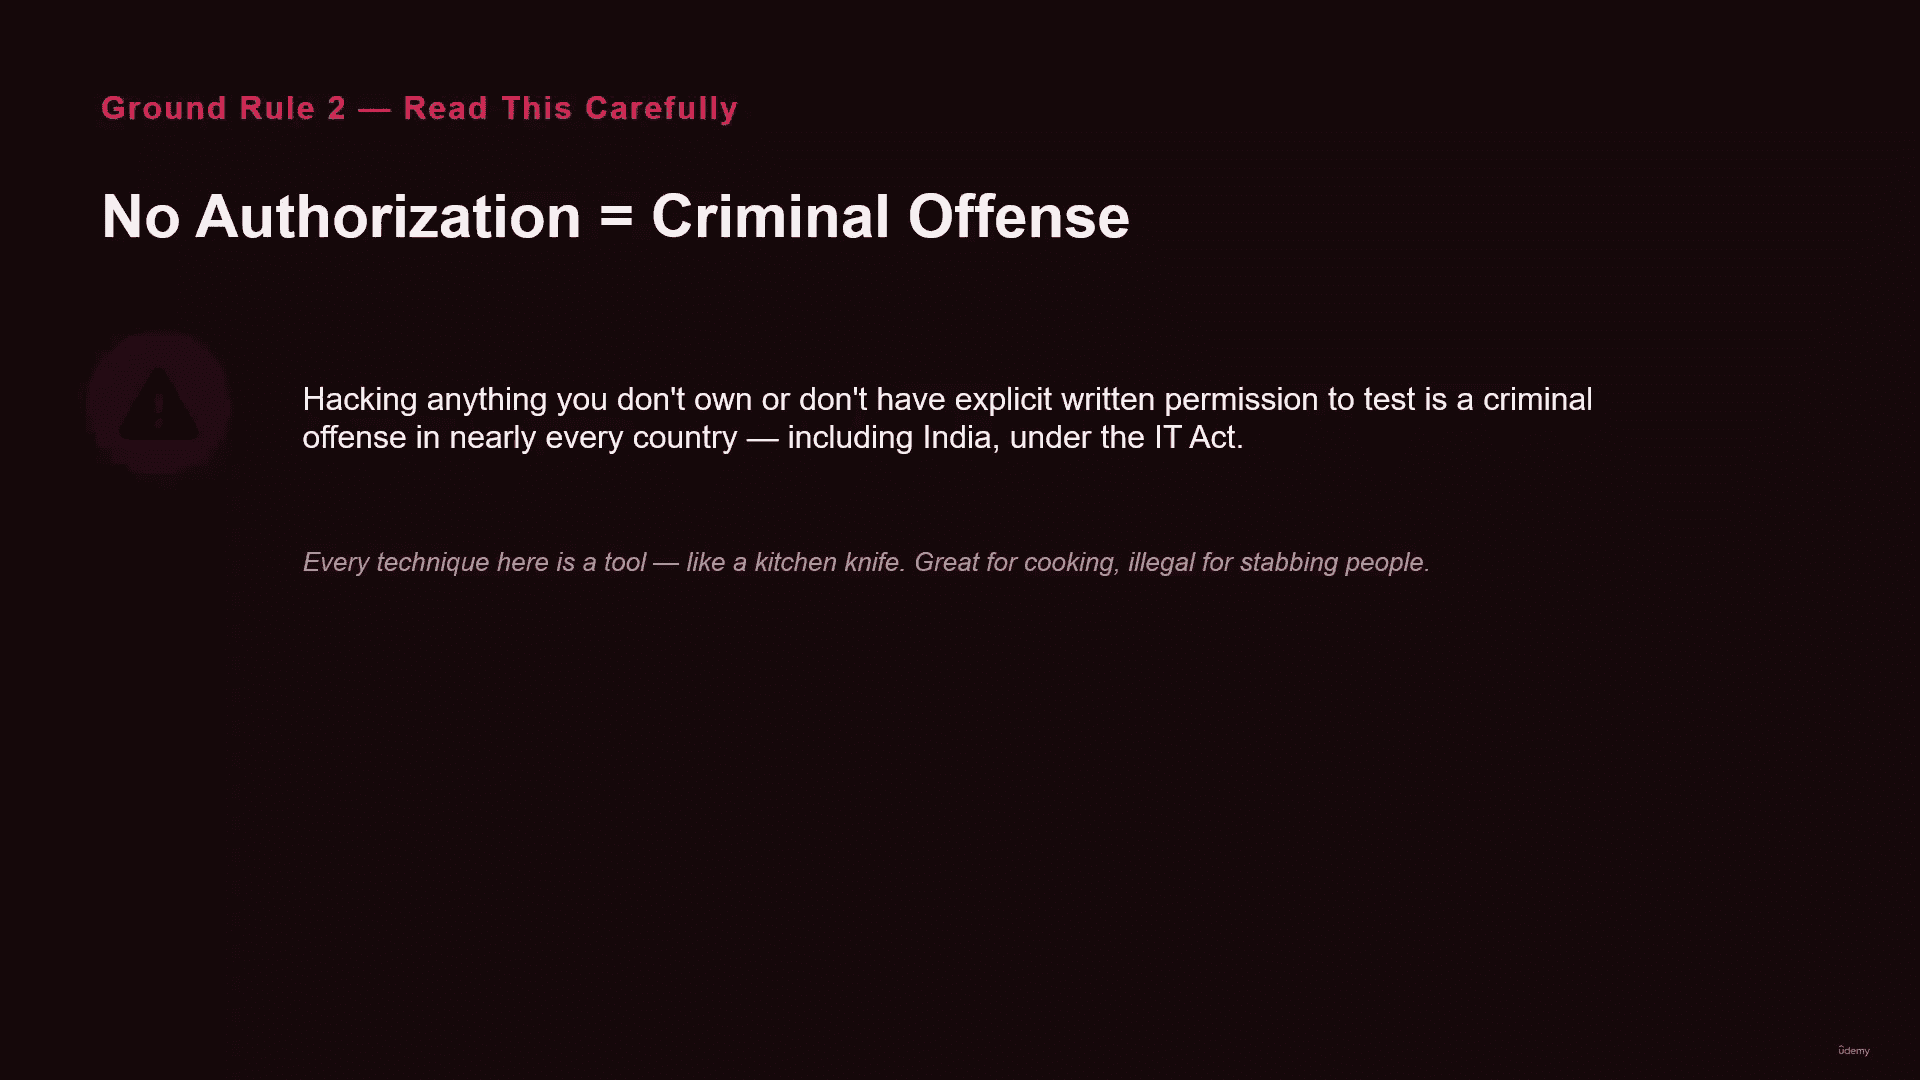 Ground Rule 2 — Read This Carefully
No Authorization = Criminal Offense
Hacking anything you don't own or don't have explicit written permission to test is a criminal
offense in nearly every country — including India, under the IT Act.
Every technique here is a tool — like a kitchen knife. Great for cooking, illegal for stabbing people.
ûdemy